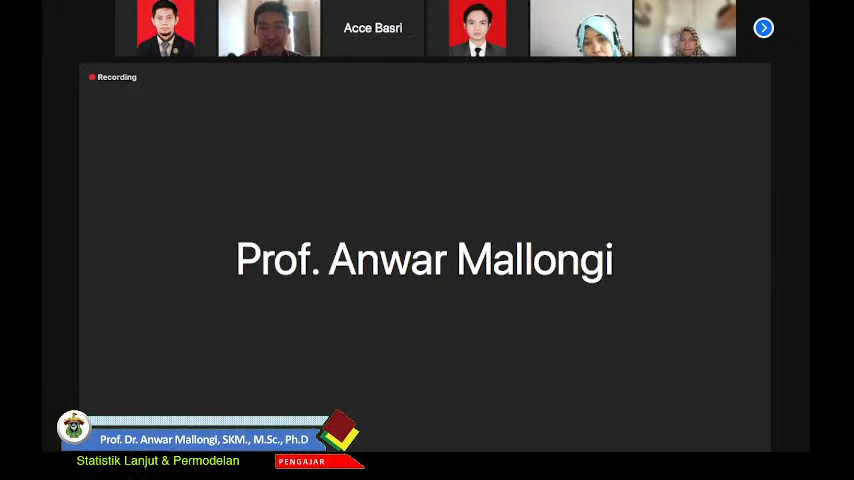 Acce Basri
Recording
Prof. Anwar Mallongi
Prof. Dr. Anwar Mallongi, SKM., M.Sc., Ph.D
Statistik Lanjut & Permodelan
PENGAJAR